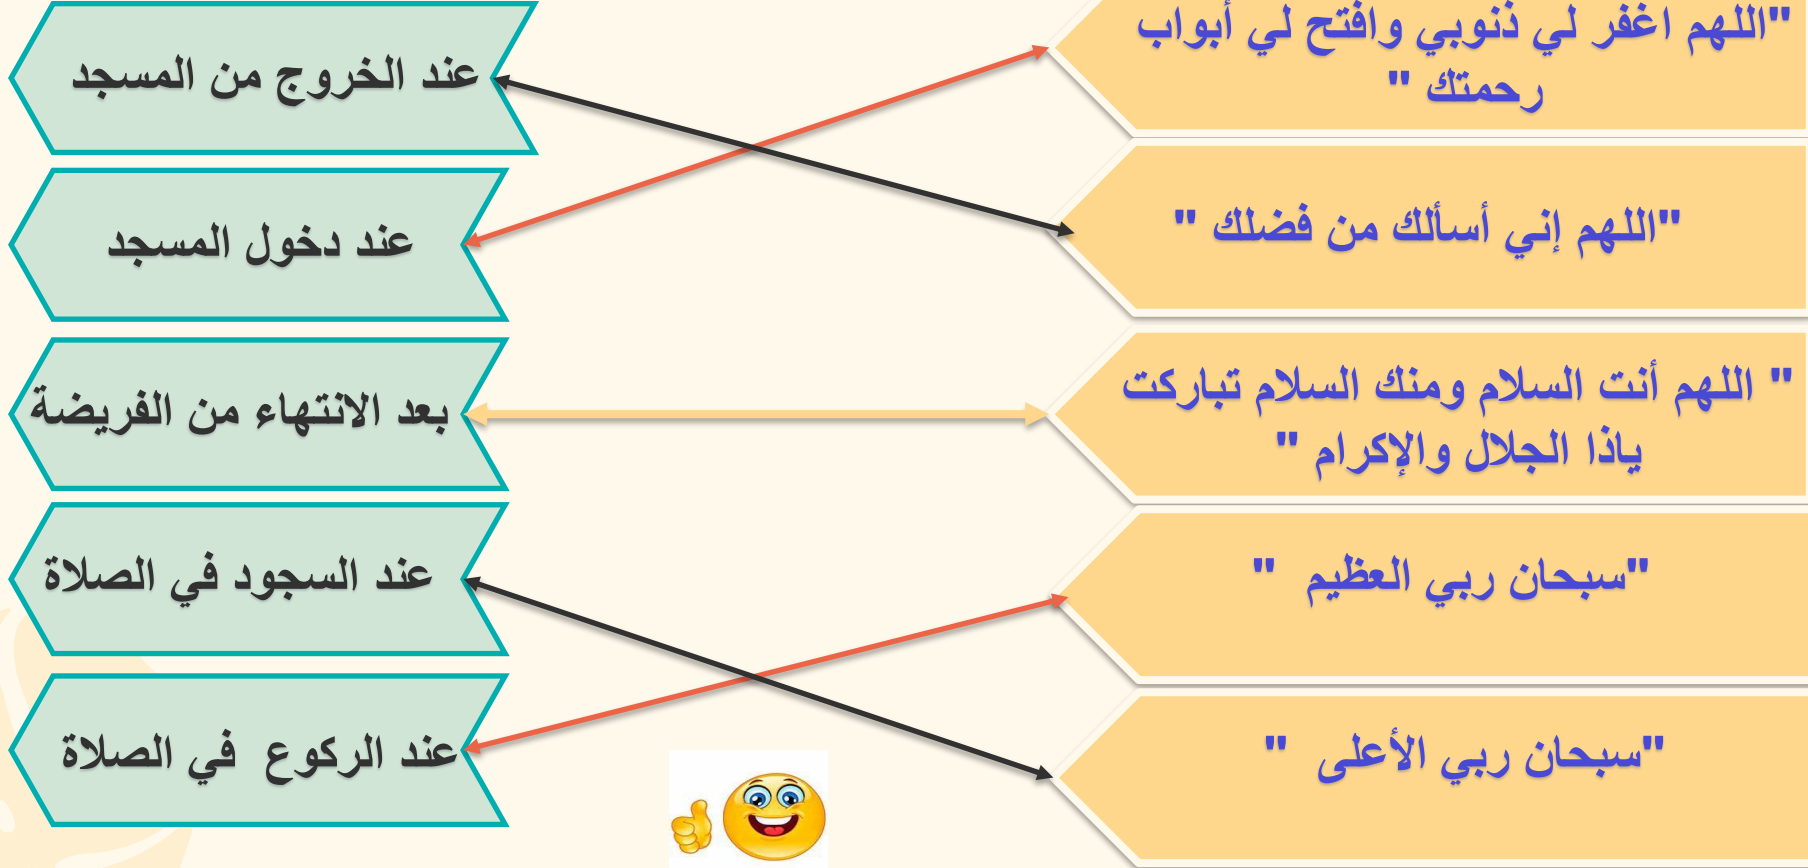 "اللهم اغفر لي ذنوبي وافتح لي أبواب
رحمتك "
عند الخروج من المسجد
"اللهم إني أسألك من فضلك "
عند دخول المسجد
" اللهم أنت السلام ومنك السلام تباركت
ياذا الجلال والإكرام "
بعد الانتهاء من الفريضة
"سبحان ربي العظيم "
عند السجود في الصلاة
"سبحان ربي الأعلى "
عند الركوع في الصلاة